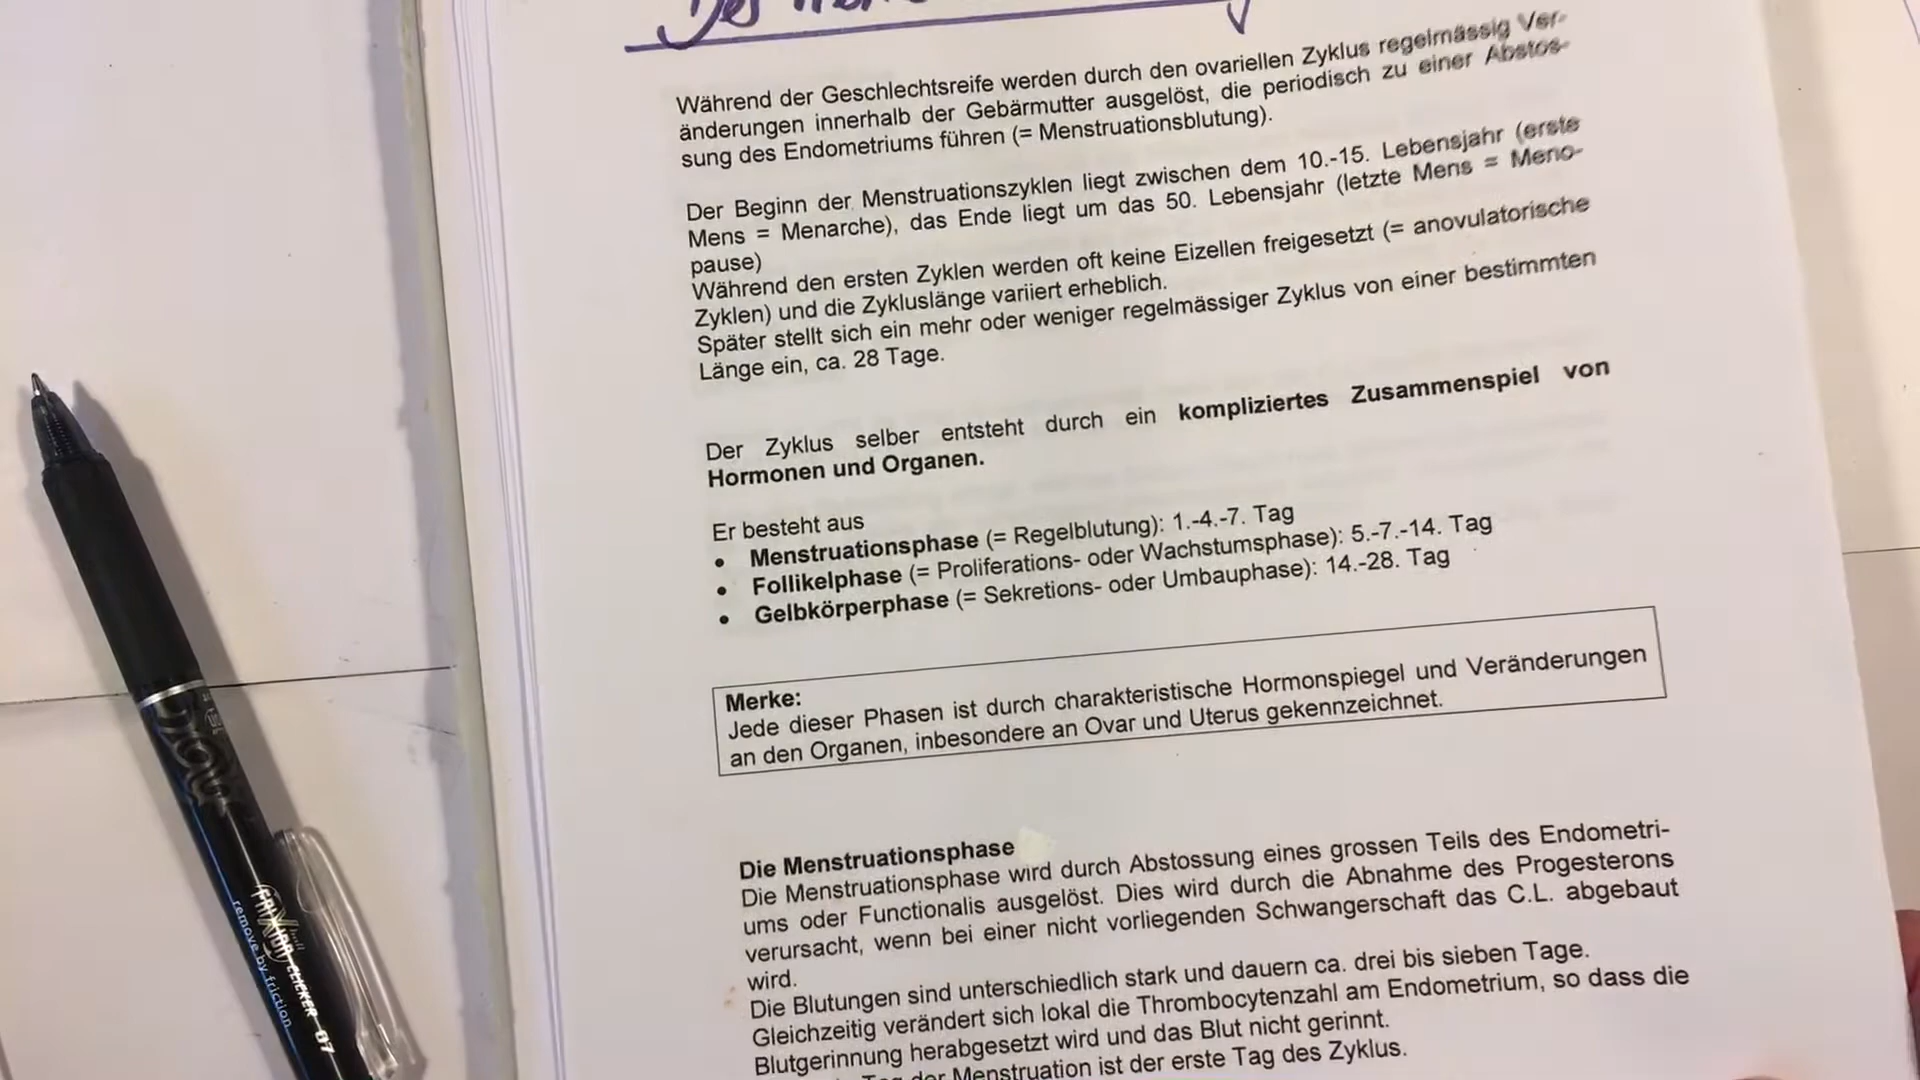 Des
Während der Geschlechtsreife werden durch den ovariellen Zyklus regelmässig Ver-
änderungen innerhalb der Gebärmutter ausgelöst, die periodisch zu einer Abstos-
sung des Endometriums führen (= Menstruationsblutung).
Der Beginn der Menstruationszyklen liegt zwischen dem 10.-15. Lebensjahr (erste
Mens = Menarche), das Ende liegt um das 50. Lebensjahr (letzte Mens = Meno-
pause)
Während den ersten Zyklen werden oft keine Eizellen freigesetzt (= anovulatorische
Zyklen) und die Zykluslänge variiert erheblich.
Später stellt sich ein mehr oder weniger regelmässiger Zyklus von einer bestimmten
Länge ein, ca. 28 Tage.
Der Zyklus selber entsteht durch ein kompliziertes Zusammenspiel von
Hormonen und Organen.
Er besteht aus
• Menstruationsphase (= Regelblutung): 1.-4.-7. Tag
• Follikelphase (= Proliferations- oder Wachstumsphase): 5.-7.-14. Tag
• Gelbkörperphase (= Sekretions- oder Umbauphase): 14.-28. Tag
Merke:
Jede dieser Phasen ist durch charakteristische Hormonspiegel und Veränderungen
an den Organen, inbesondere an Ovar und Uterus gekennzeichnet.
Die Menstruationsphase
Die Menstruationsphase wird durch Abstossung eines grossen Teils des Endometri-
ums oder Functionalis ausgelöst. Dies wird durch die Abnahme des Progesterons
verursacht, wenn bei einer nicht vorliegenden Schwangerschaft das C.L. abgebaut
wird.
Die Blutungen sind unterschiedlich stark und dauern ca. drei bis sieben Tage.
Gleichzeitig verändert sich lokal die Thrombocytenzahl am Endometrium, so dass die
Blutgerinnung herabgesetzt wird und das Blut nicht gerinnt.
Tag der Menstruation ist der erste Tag des Zyklus.
FRIXION ball
CLICKER 07
remove by friction